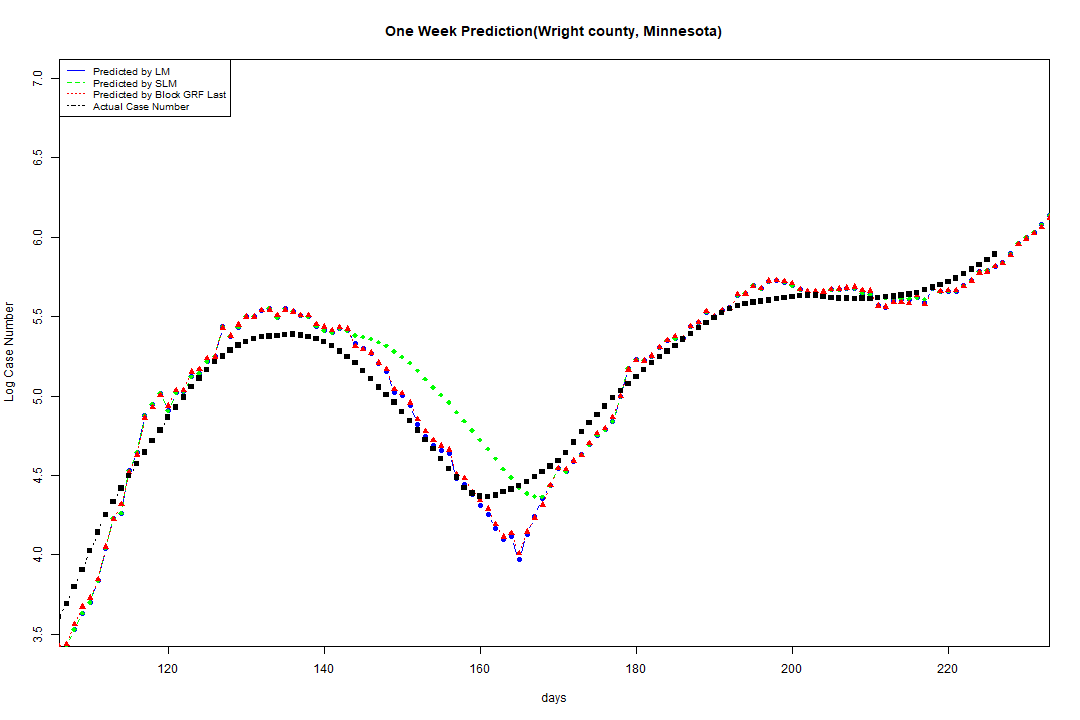 One Week Prediction(Wright county, Minnesota)
Predicted by LM
Predicted by SLM
Predicted by Block GRF Last
Actual Case Number
Log Case Number
7.0
6.5
6.0
5.5
5.0
4.5
4.0
3.5
120 140 160 180 200 220
days